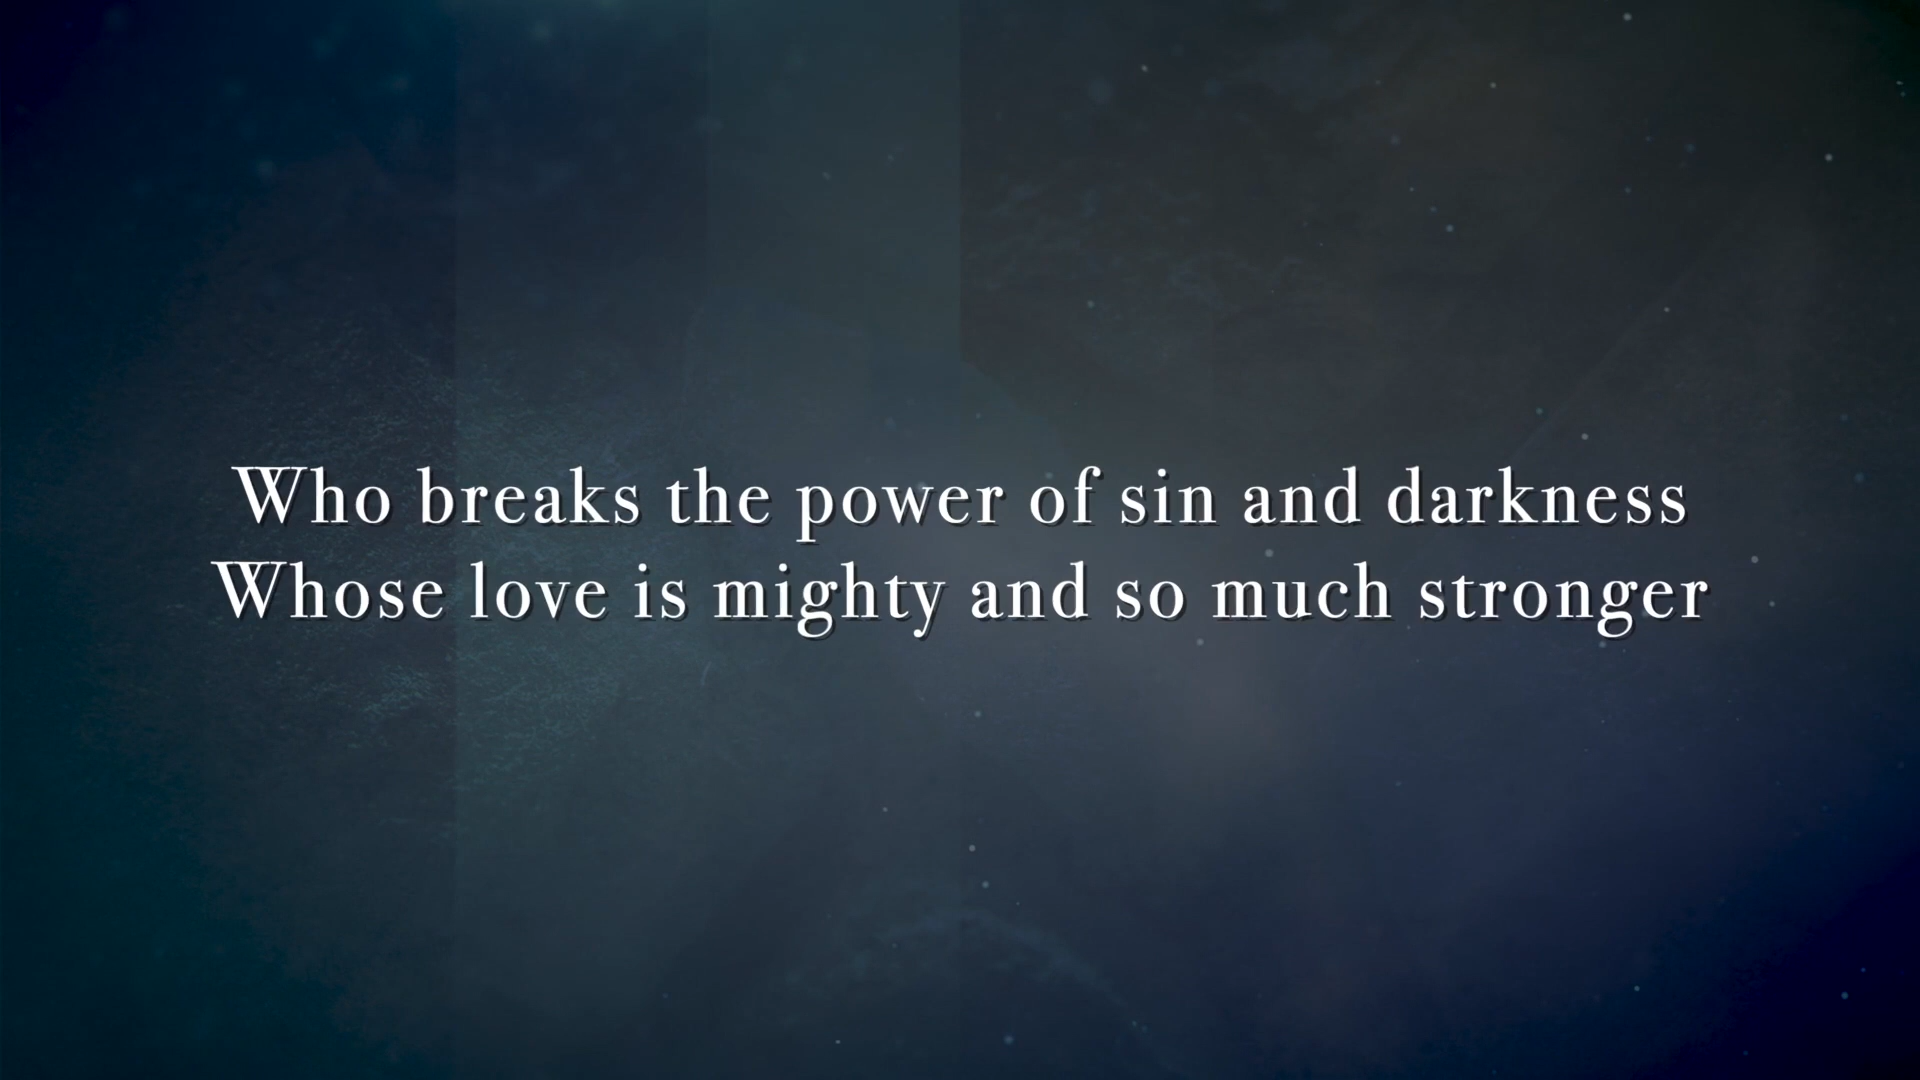 Who breaks the power of sin and darkness
Whose love is mighty and so much stronger